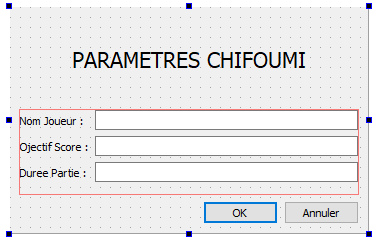 PARAMETRES CHIFOUMI
Nom Joueur :
Ojectif Score :
Duree Partie :
OK Annuler